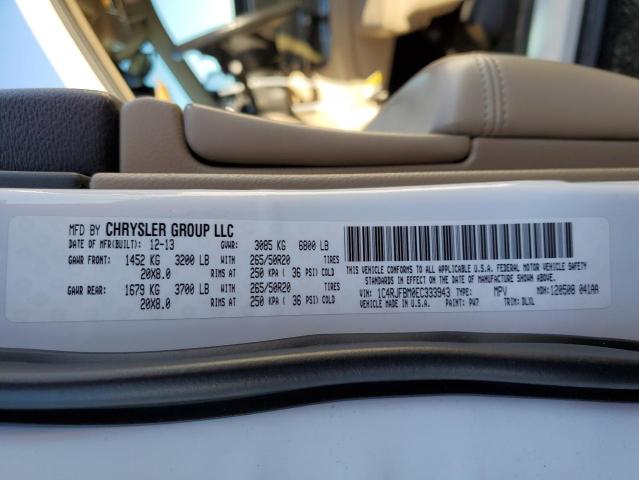 MFD BY CHRYSLER GROUP LLC
DATE OF MFR(BUILT): 12-13 GVWR: 3085 KG 6800 LB
GAWR FRONT: 1452 KG 3200 LB WITH 265/50R20 TIRES
20X8.0 RIMS AT 250 KPA ( 36 PSI) COLD
GAWR REAR: 1679 KG 3700 LB WITH 265/50R20 TIRES
20X8.0 RIMS AT 250 KPA ( 36 PSI) COLD
THIS VEHICLE CONFORMS TO ALL APPLICABLE U.S.A. FEDERAL MOTOR VEHICLE SAFETY
STANDARDS IN EFFECT ON THE DATE OF MANUFACTURE SHOWN ABOVE.
VIN: 1C4RJFBM0EC333943 TYPE: MPV MDH: 120508 041AA
VEHICLE MADE IN U.S.A. PAINT: PW7 TRIM: DLXL